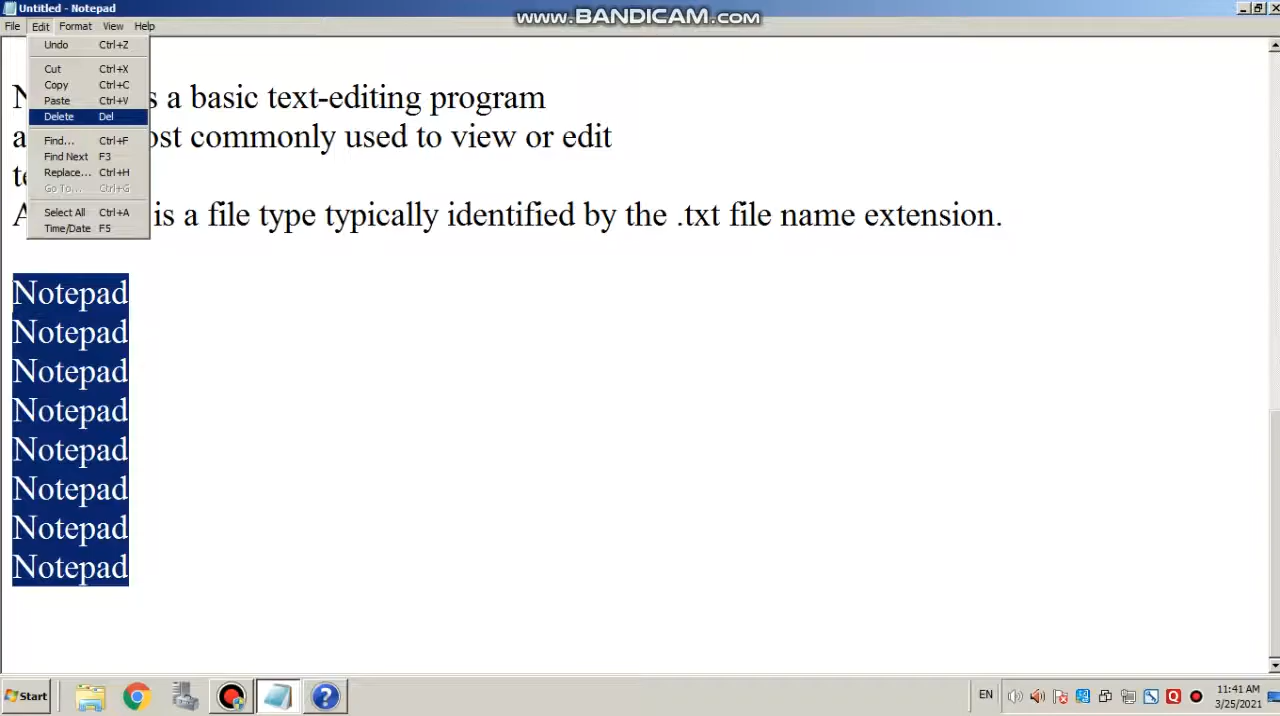 Untitled - Notepad
www.BANDICAM.com
File Edit Format View Help
Undo Ctrl+Z
Cut Ctrl+X
Copy Ctrl+C
Paste Ctrl+V
Delete Del
Find... Ctrl+F
Find Next F3
Replace... Ctrl+H
Go To... Ctrl+G
Select All Ctrl+A
Time/Date F5
a basic text-editing program
commonly used to view or edit
is a file type typically identified by the .txt file name extension.
Notepad
Notepad
Notepad
Notepad
Notepad
Notepad
Notepad
Notepad
Start
EN
11:41 AM
3/25/2021